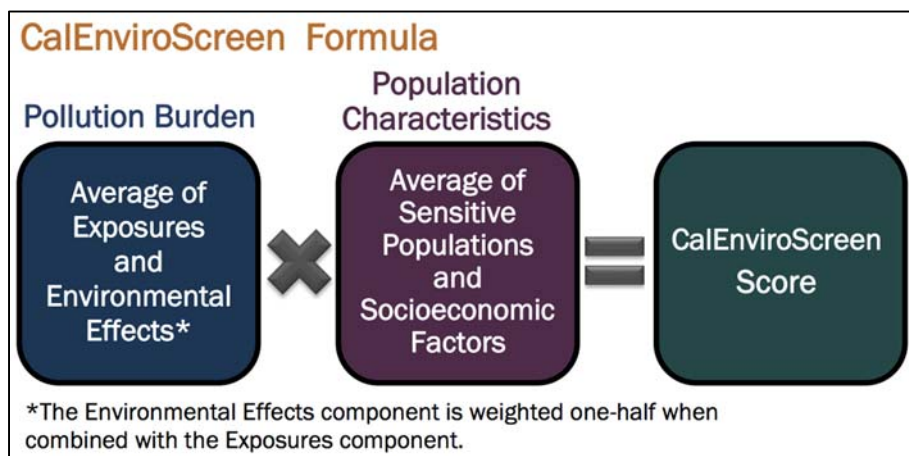 CalEnviroScreen Formula
Pollution Burden
Population
Characteristics
Average of
Exposures
and
Environmental
Effects*
Average of
Sensitive
Populations
and
Socioeconomic
Factors
CalEnviroScreen
Score
*The Environmental Effects component is weighted one-half when
combined with the Exposures component.